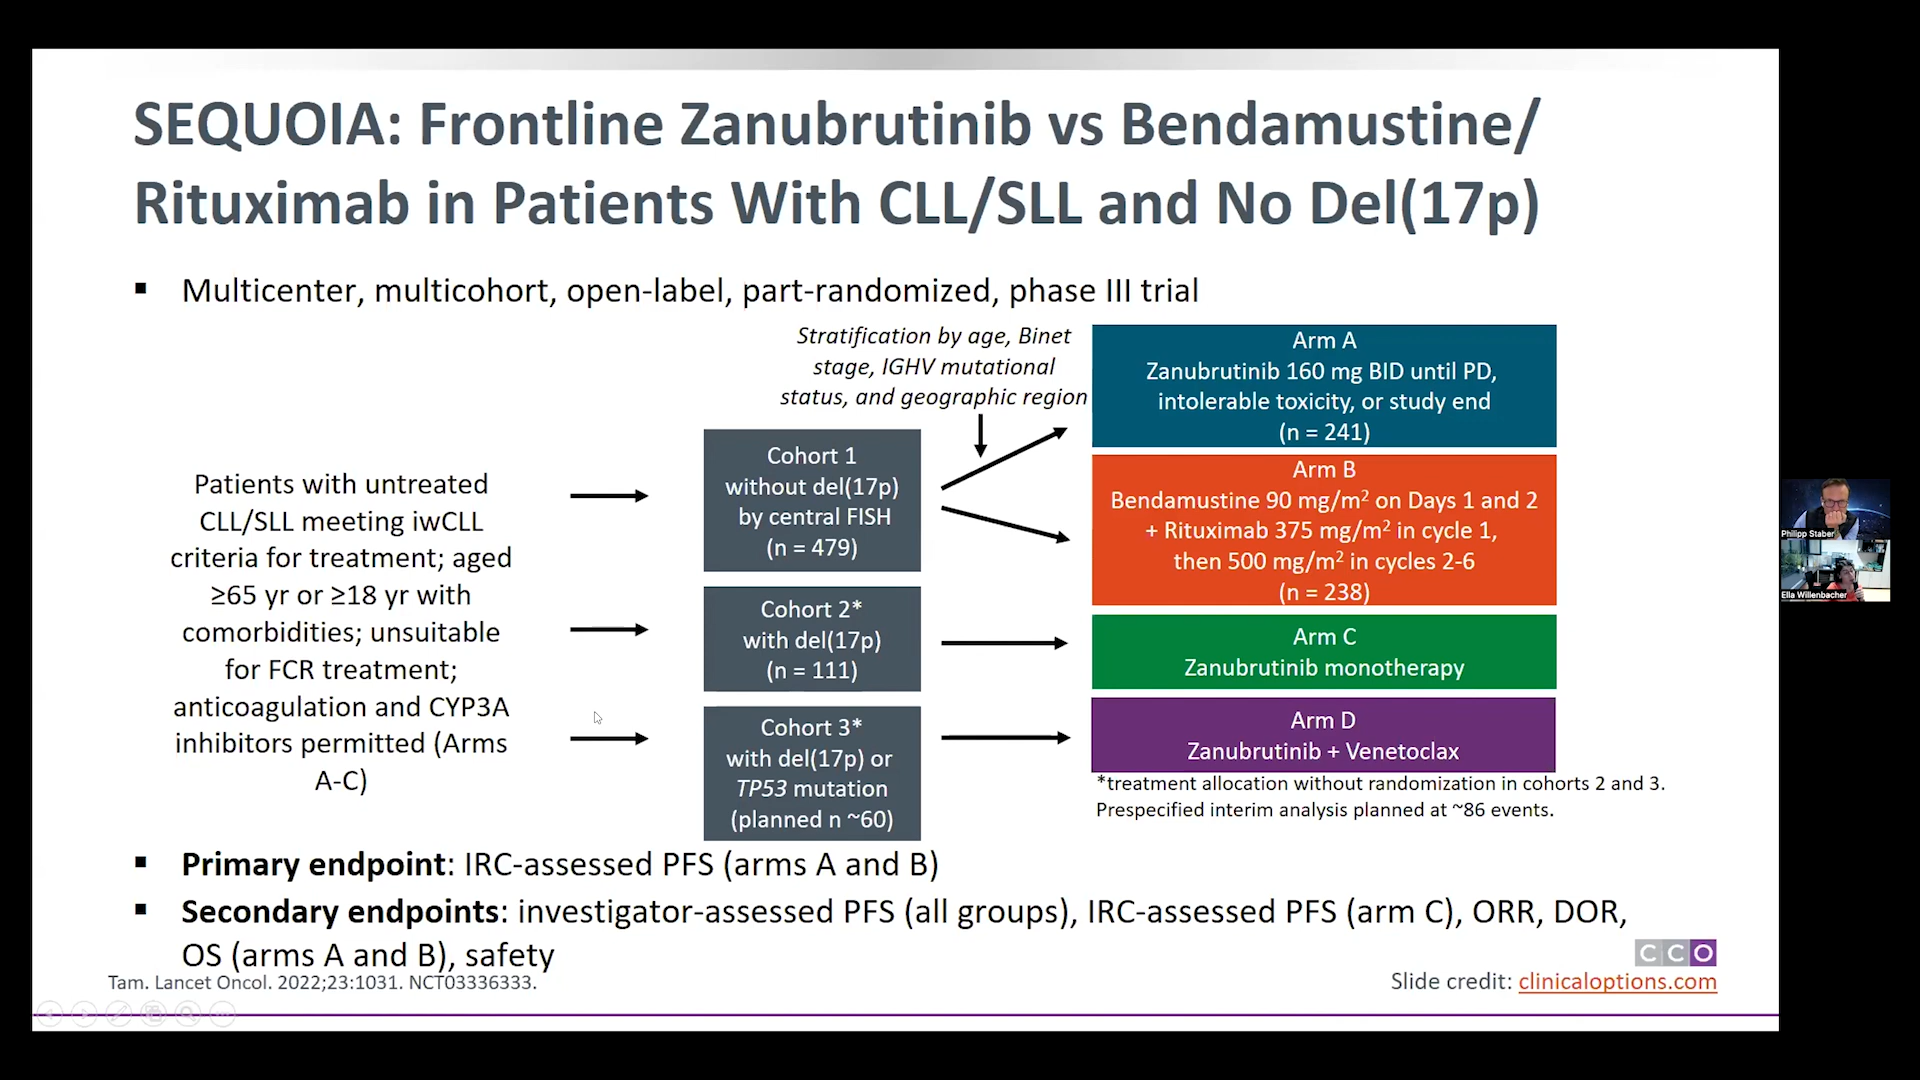 SEQUOIA: Frontline Zanubrutinib vs Bendamustine/
Rituximab in Patients With CLL/SLL and No Del(17p)
▪ Multicenter, multicohort, open-label, part-randomized, phase III trial
Stratification by age, Binet
stage, IGHV mutational
status, and geographic region
Patients with untreated
CLL/SLL meeting iwCLL
criteria for treatment; aged
≥65 yr or ≥18 yr with
comorbidities; unsuitable
for FCR treatment;
anticoagulation and CYP3A
inhibitors permitted (Arms
A-C)
Cohort 1
without del(17p)
by central FISH
(n = 479)
Cohort 2*
with del(17p)
(n = 111)
Cohort 3*
with del(17p) or
TP53 mutation
(planned n ~60)
Arm A
Zanubrutinib 160 mg BID until PD,
intolerable toxicity, or study end
(n = 241)
Arm B
Bendamustine 90 mg/m² on Days 1 and 2
+ Rituximab 375 mg/m² in cycle 1,
then 500 mg/m² in cycles 2-6
(n = 238)
Arm C
Zanubrutinib monotherapy
Arm D
Zanubrutinib + Venetoclax
*treatment allocation without randomization in cohorts 2 and 3.
Prespecified interim analysis planned at ~86 events.
▪ Primary endpoint: IRC-assessed PFS (arms A and B)
▪ Secondary endpoints: investigator-assessed PFS (all groups), IRC-assessed PFS (arm C), ORR, DOR,
OS (arms A and B), safety
Tam. Lancet Oncol. 2022;23:1031. NCT03336333.
CCO
Slide credit: clinicaloptions.com
Philipp Staber
Ella Willenbacher